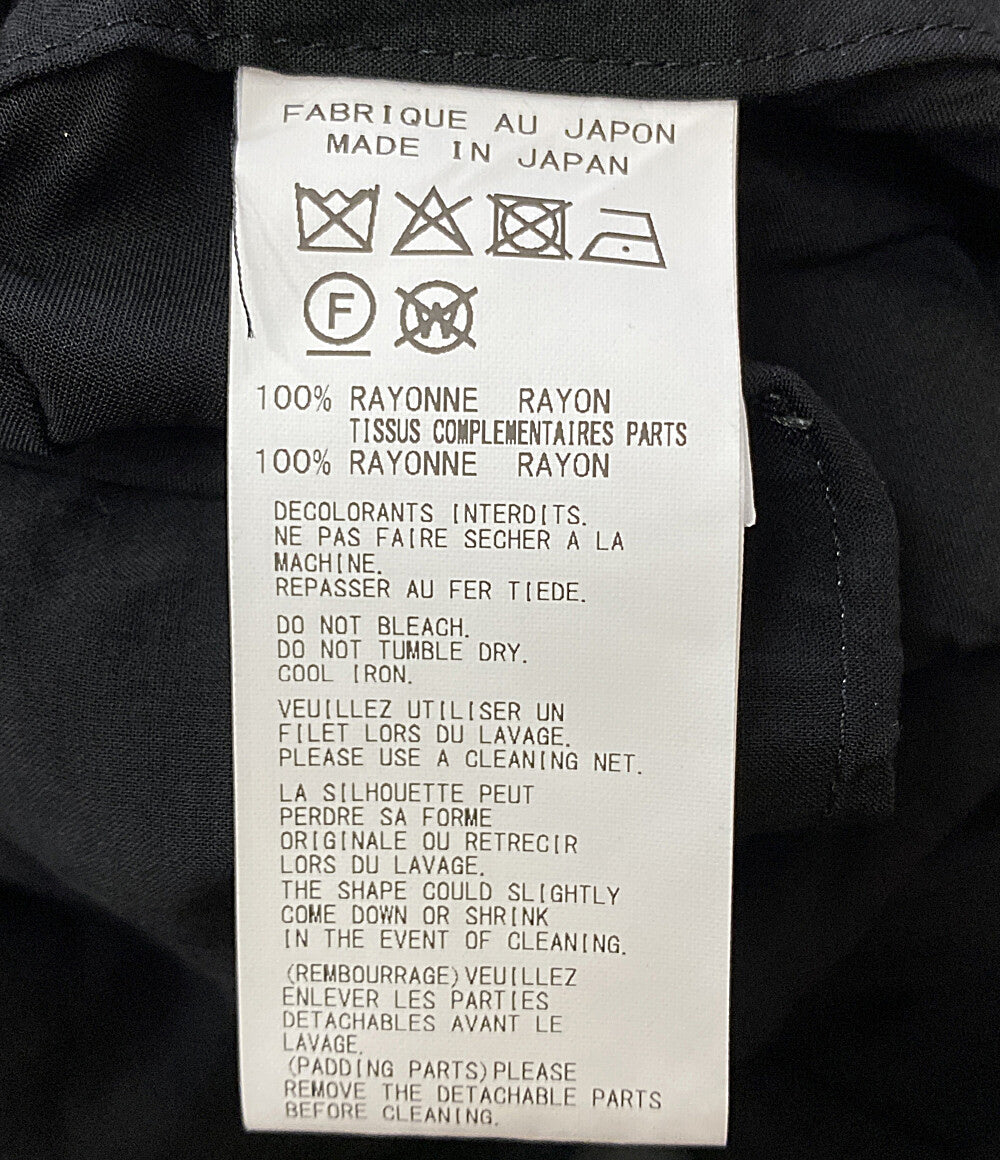 FABRIQUE AU JAPON
MADE IN JAPAN
F
W
100% RAYONNE RAYON
TISSUS COMPLEMENTAIRES PARTS
100% RAYONNE RAYON
DECOLORANTS INTERDITS.
NE PAS FAIRE SECHER A LA
MACHINE.
REPASSER AU FER TIEDE.
DO NOT BLEACH.
DO NOT TUMBLE DRY.
COOL IRON.
VEUILLEZ UTILISER UN
FILET LORS DU LAVAGE.
PLEASE USE A CLEANING NET.
LA SILHOUETTE PEUT
PERDRE SA FORME
ORIGINALE OU RETRECIR
LORS DU LAVAGE.
THE SHAPE COULD SLIGHTLY
COME DOWN OR SHRINK
IN THE EVENT OF CLEANING.
(REMBOURRAGE)VEUILLEZ
ENLEVER LES PARTIES
DETACHABLES AVANT LE
LAVAGE.
(PADDING PARTS)PLEASE
REMOVE THE DETACHABLE PARTS
BEFORE CLEANING.